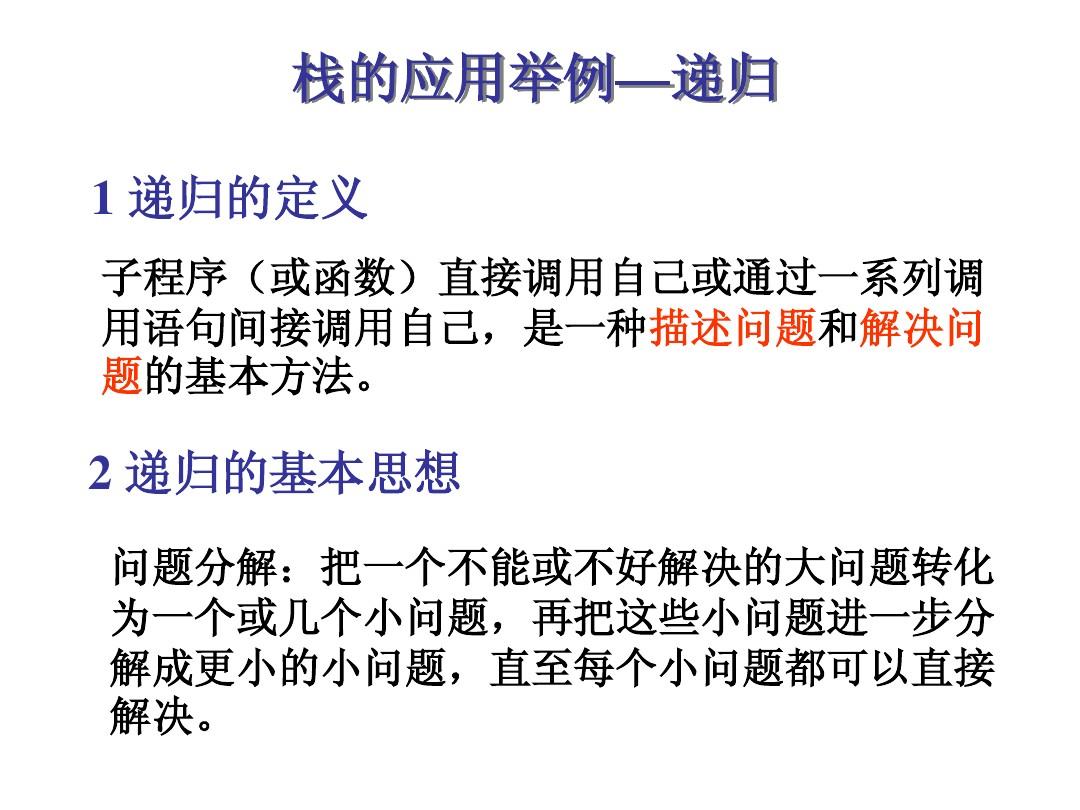 栈的应用举例—递归
1 递归的定义
子程序（或函数）直接调用自己或通过一系列调
用语句间接调用自己，是一种描述问题和解决问
题的基本方法。
2 递归的基本思想
问题分解：把一个不能或不好解决的大问题转化
为一个或几个小问题，再把这些小问题进一步分
解成更小的小问题，直至每个小问题都可以直接
解决。